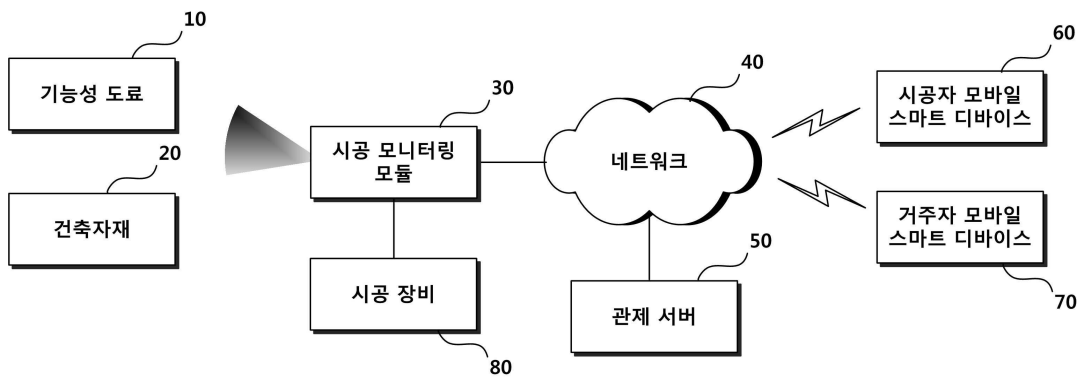 10
기능성 도료
20
건축자재
30
시공 모니터링
모듈
시공 장비
80
40
네트워크
50
관제 서버
60
시공자 모바일
스마트 디바이스
거주자 모바일
스마트 디바이스
70